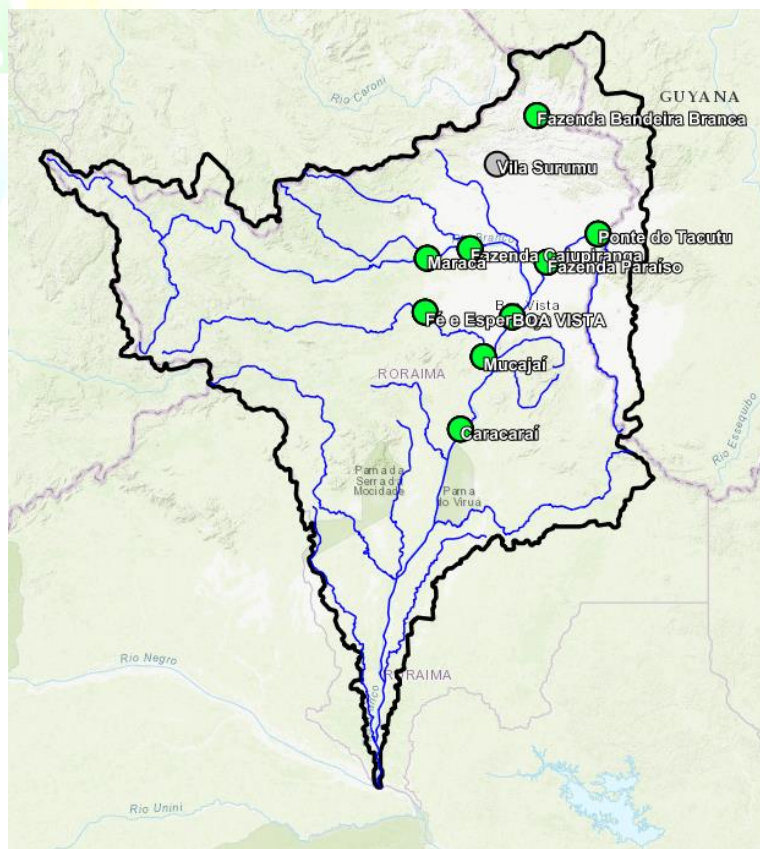 GUYANA
Rio Caroni
Fazenda Bandeira Branca
Vila Surumu
Ponte do Tacutu
Fazenda Cajupiranga
Maracá
Fazenda Paraíso
Vista
Fé e Esper
BOA VISTA
Mucajaí
RORAIMA
Caracaraí
Rio Essequibo
Parna da
Serra da
Mocidade
Parna
do Viruá
Rio Negro
RORAIMA
Rio Unini